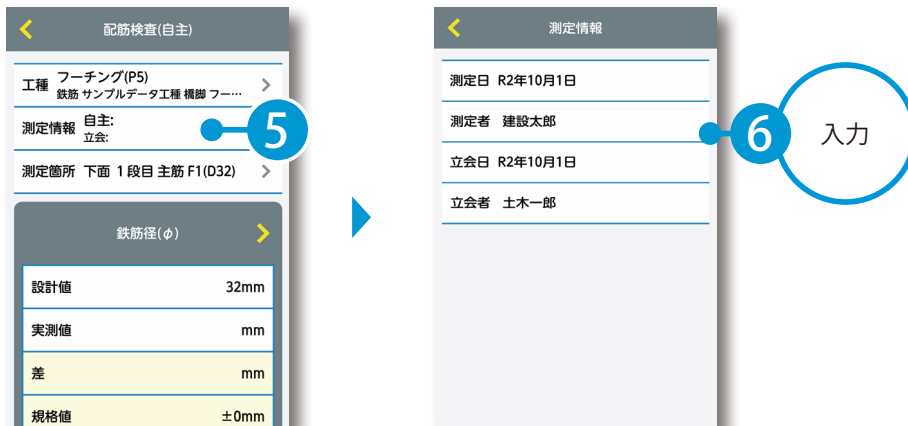 配筋検査(自主)
工種 フーチング(P5)
鉄筋 サンプルデータ工種 橋脚 フー…
測定情報 自主:
立会:
5
測定箇所 下面 1段目 主筋 F1(D32)
鉄筋径(φ)
設計値 32mm
実測値 mm
差 mm
規格値 ±0mm
測定情報
測定日 R2年10月1日
測定者 建設太郎
立会日 R2年10月1日
立会者 土木一郎
6
入力